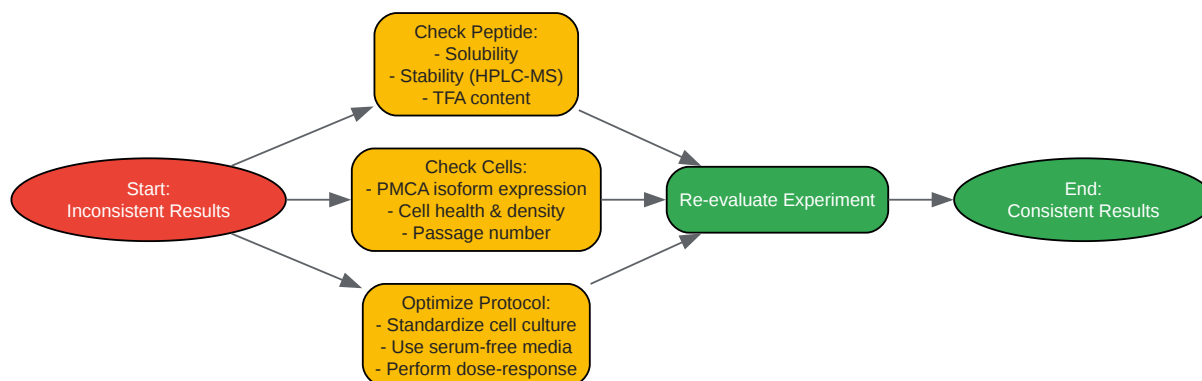 Check Peptide:
- Solubility
- Stability (HPLC-MS)
- TFA content
Start:
Inconsistent Results
Check Cells:
- PMCA isoform expression
- Cell health & density
- Passage number
Optimize Protocol:
- Standardize cell culture
- Use serum-free media
- Perform dose-response
Re-evaluate Experiment
End:
Consistent Results